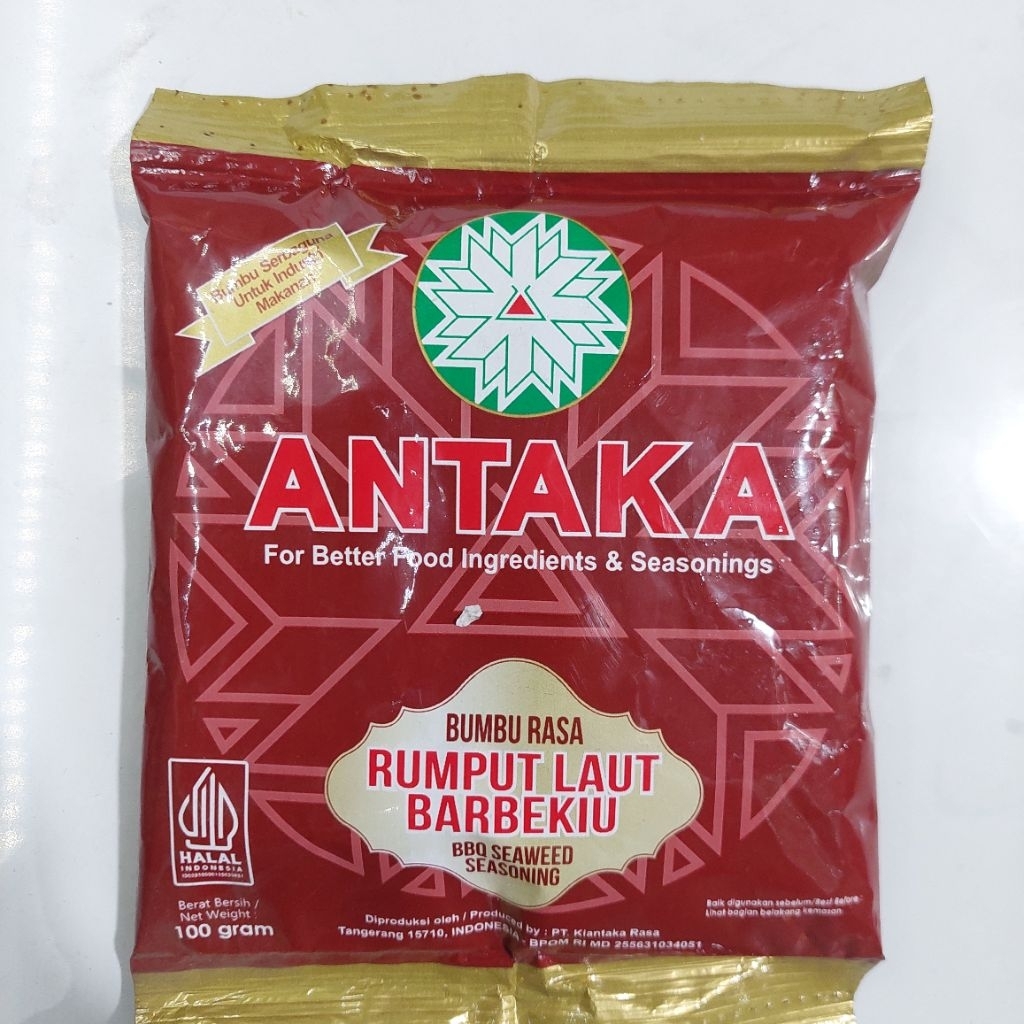 Bumbu Serbaguna
Untuk Industri
Makanan
ANTAKA
For Better Food Ingredients & Seasonings
BUMBU RASA
RUMPUT LAUT
BARBEKIU
BBQ SEAWEED
SEASONING
HALAL
INDONESIA
Berat Bersih /
Net Weight :
100 gram
Diproduksi oleh / Produced by : PT. Kiantaka Rasa
Tangerang 15710, INDONESIA - BPOM RI MD 255631034051
Baik digunakan sebelum/Best Before
Lihat bagian belakang kemasan